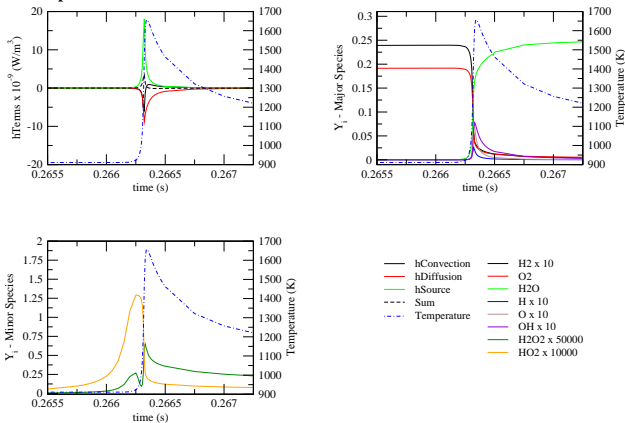 20
10
0
-10
-20
hTerms x 10⁻⁹ (W/m³)
1700
1600
1500
1400
1300
1200
1100
1000
900
Temperature (K)
0.2655 0.266 0.2665 0.267
time (s)
0.3
0.25
0.2
0.15
0.1
0.05
0
Y_i - Major Species
1700
1600
1500
1400
1300
1200
1100
1000
900
Temperature (K)
0.2655 0.266 0.2665 0.267
time (s)
2
1.75
1.5
1.25
1
0.75
0.5
0.25
0
Y_i - Minor Species
1700
1600
1500
1400
1300
1200
1100
1000
900
Temperature (K)
0.2655 0.266 0.2665 0.267
time (s)
hConvection
hDiffusion
hSource
Sum
Temperature
H2 x 10
O2
H2O
H x 10
O x 10
OH x 10
H2O2 x 50000
HO2 x 10000